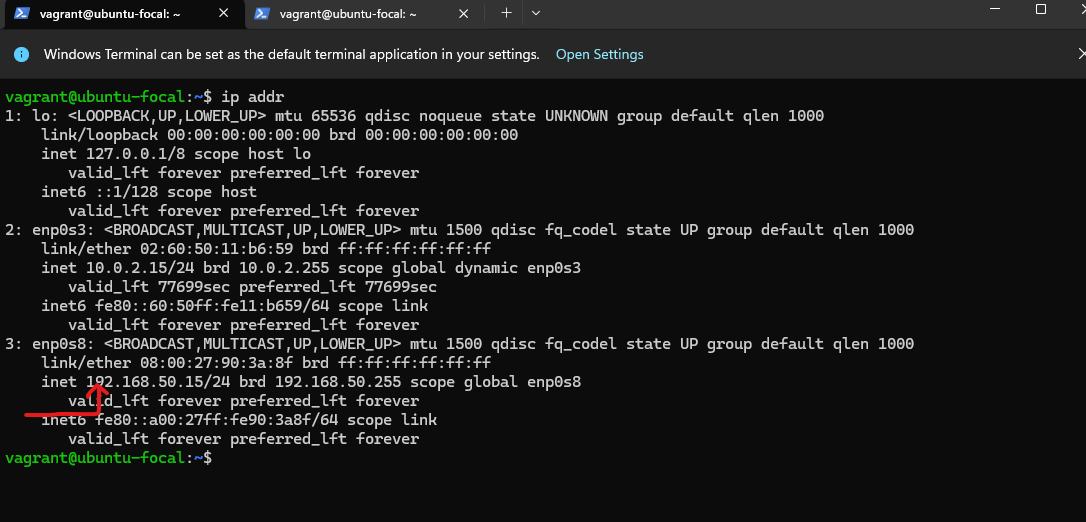 vagrant@ubuntu-focal: ~
vagrant@ubuntu-focal: ~
Windows Terminal can be set as the default terminal application in your settings. Open Settings
vagrant@ubuntu-focal:~$ ip addr
1: lo: <LOOPBACK,UP,LOWER_UP> mtu 65536 qdisc noqueue state UNKNOWN group default qlen 1000
    link/loopback 00:00:00:00:00:00 brd 00:00:00:00:00:00
    inet 127.0.0.1/8 scope host lo
       valid_lft forever preferred_lft forever
    inet6 ::1/128 scope host
       valid_lft forever preferred_lft forever
2: enp0s3: <BROADCAST,MULTICAST,UP,LOWER_UP> mtu 1500 qdisc fq_codel state UP group default qlen 1000
    link/ether 02:60:50:11:b6:59 brd ff:ff:ff:ff:ff:ff
    inet 10.0.2.15/24 brd 10.0.2.255 scope global dynamic enp0s3
       valid_lft 77699sec preferred_lft 77699sec
    inet6 fe80::60:50ff:fe11:b659/64 scope link
       valid_lft forever preferred_lft forever
3: enp0s8: <BROADCAST,MULTICAST,UP,LOWER_UP> mtu 1500 qdisc fq_codel state UP group default qlen 1000
    link/ether 08:00:27:90:3a:8f brd ff:ff:ff:ff:ff:ff
    inet 192.168.50.15/24 brd 192.168.50.255 scope global enp0s8
       valid_lft forever preferred_lft forever
    inet6 fe80::a00:27ff:fe90:3a8f/64 scope link
       valid_lft forever preferred_lft forever
vagrant@ubuntu-focal:~$